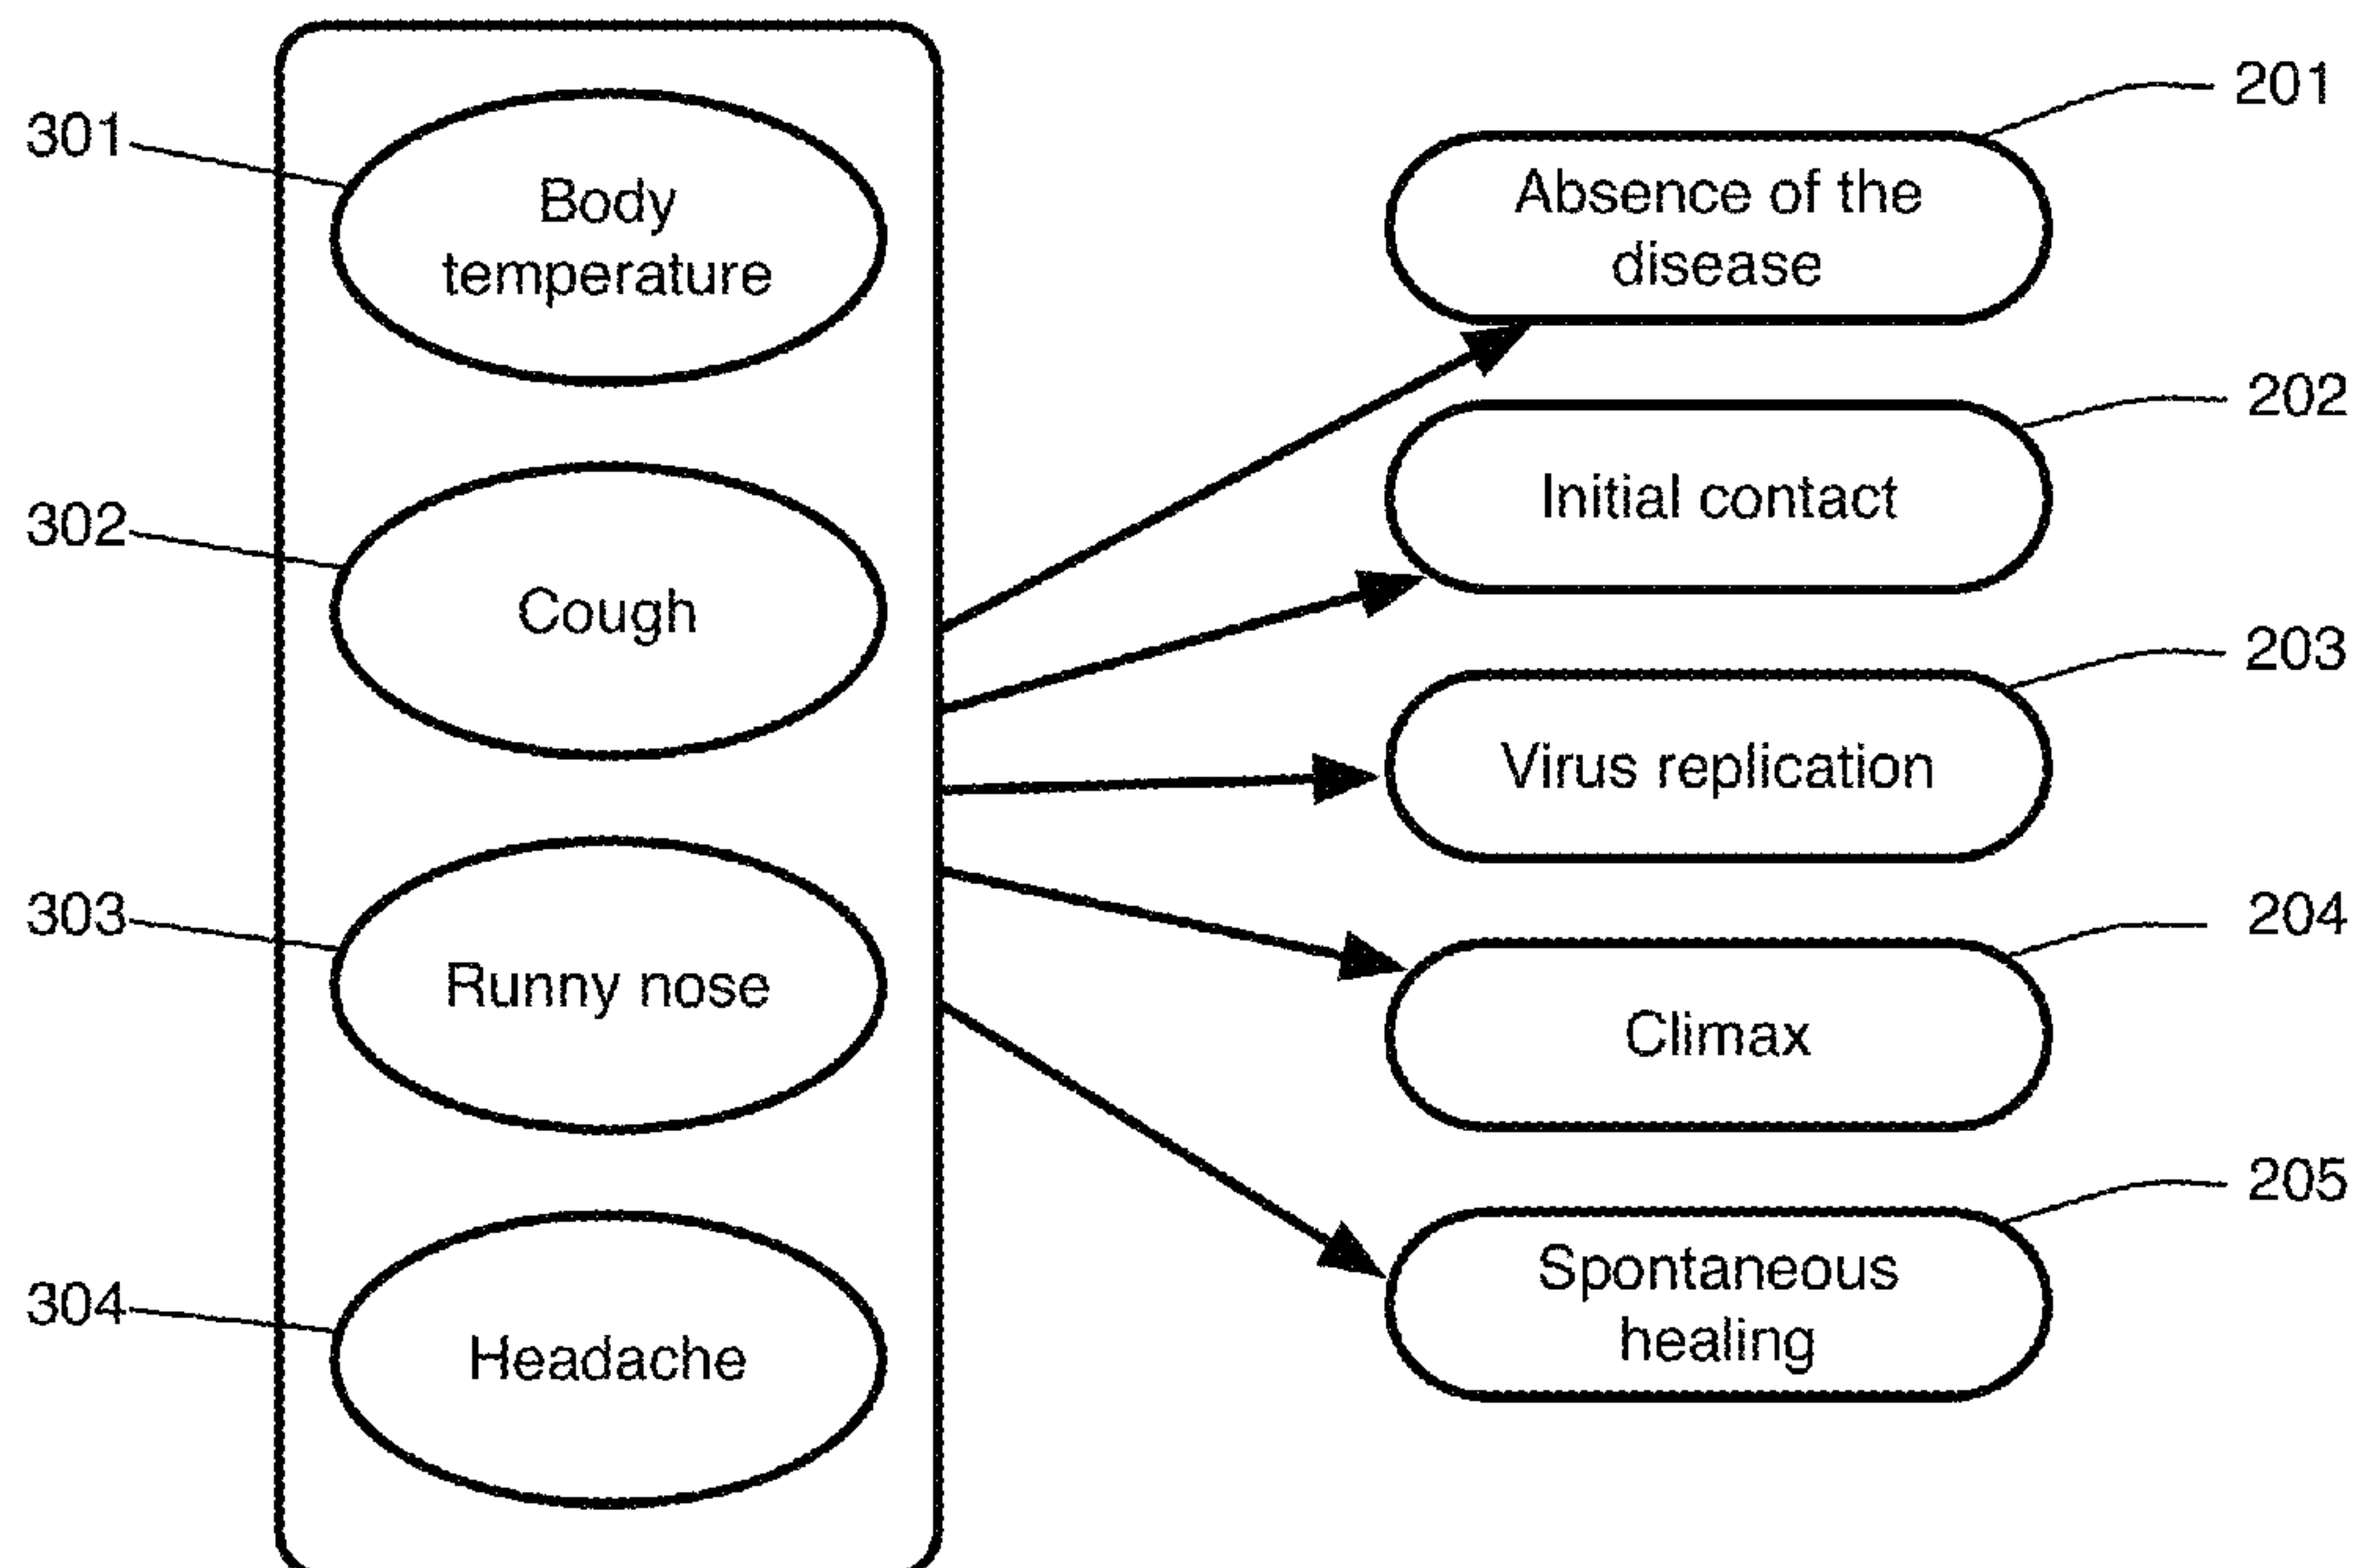 301
Body
temperature
302
Cough
303
Runny nose
304
Headache
201
Absence of the
disease
202
Initial contact
203
Virus replication
204
Climax
205
Spontaneous
healing